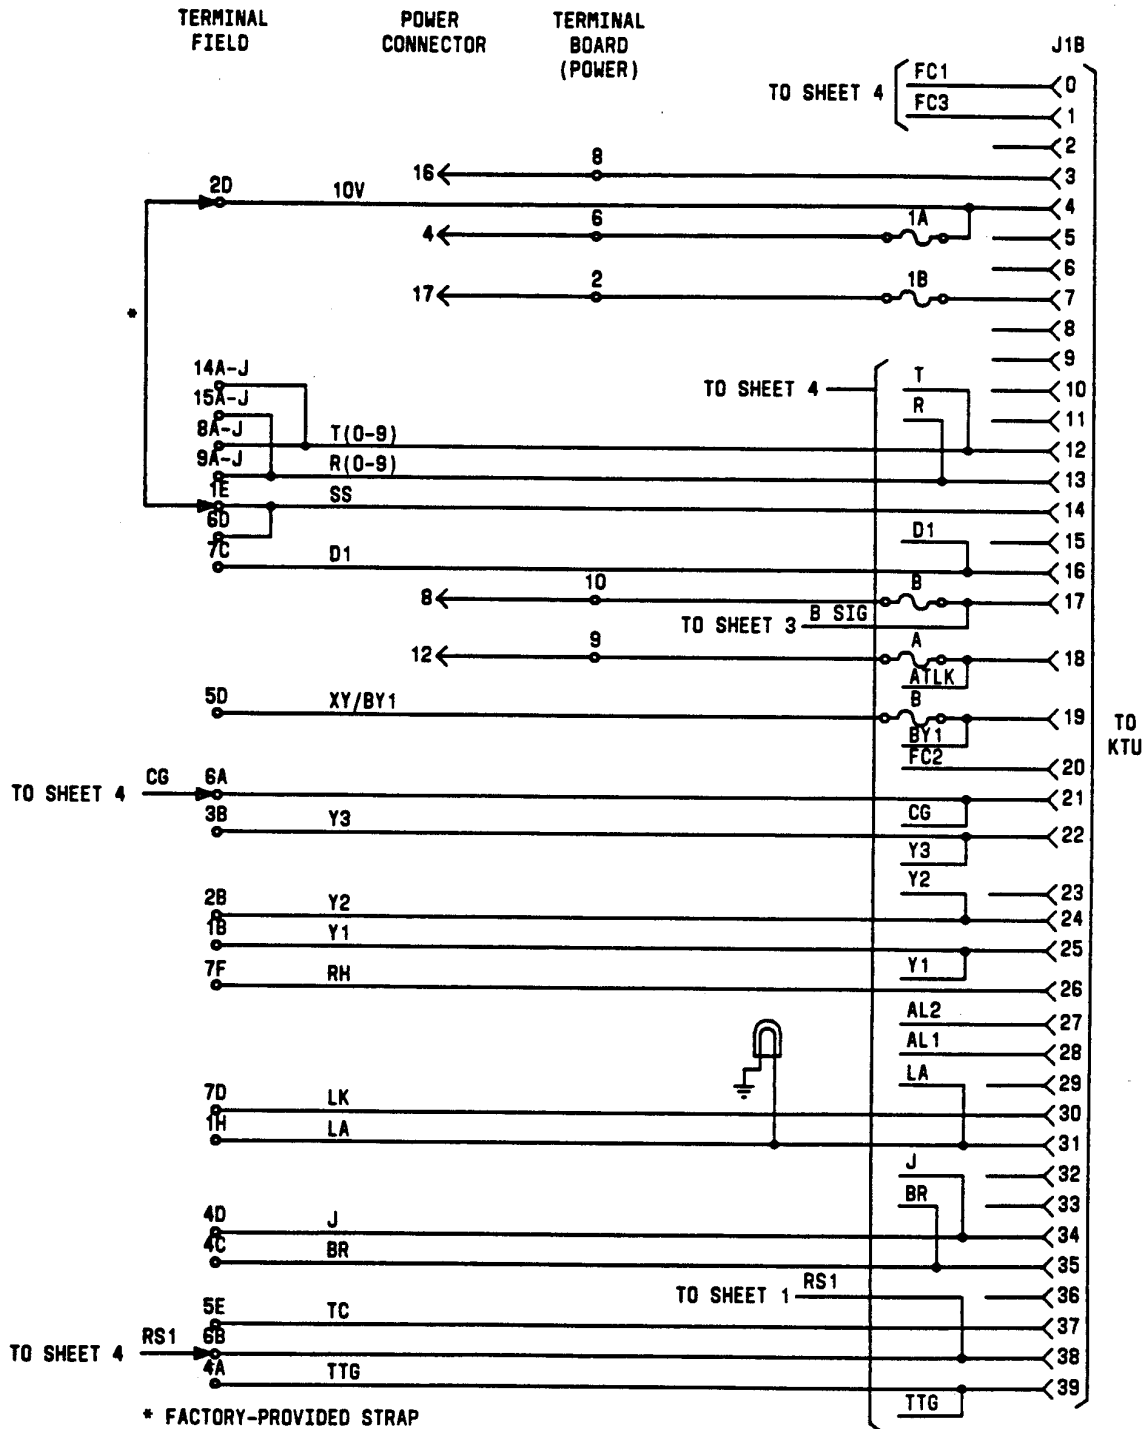 TERMINAL FIELD
POWER CONNECTOR
TERMINAL BOARD (POWER)
J1B
TO SHEET 4
FC1
0
FC3
1
2
16
8
3
2D
10V
4
4
6
1A
5
6
17
2
1B
7
*
8
9
14A-J
TO SHEET 4
T
10
15A-J
R
11
8A-J
T(0-9)
12
9A-J
R(0-9)
13
1E
SS
14
6D
D1
15
7C
D1
16
8
10
B
17
TO SHEET 3
B SIG
12
9
A
18
ATLK
5D
XY/BY1
B
19
TO KTU
BY1
FC2
20
TO SHEET 4
CG
6A
21
CG
3B
Y3
22
Y3
Y2
23
2B
Y2
24
1B
Y1
25
Y1
7F
RH
26
AL2
27
AL1
28
LA
29
7D
LK
30
1H
LA
31
J
32
BR
33
4D
J
34
4C
BR
35
TO SHEET 1
RS1
36
5E
TC
37
TO SHEET 4
RS1
6B
38
4A
TTG
39
TTG
* FACTORY-PROVIDED STRAP